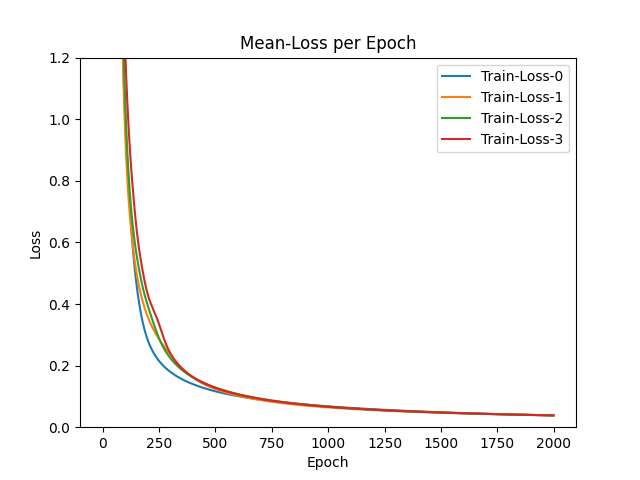 Mean-Loss per Epoch
Train-Loss-0
Train-Loss-1
Train-Loss-2
Train-Loss-3
Loss
1.2
1.0
0.8
0.6
0.4
0.2
0.0
0 250 500 750 1000 1250 1500 1750 2000
Epoch